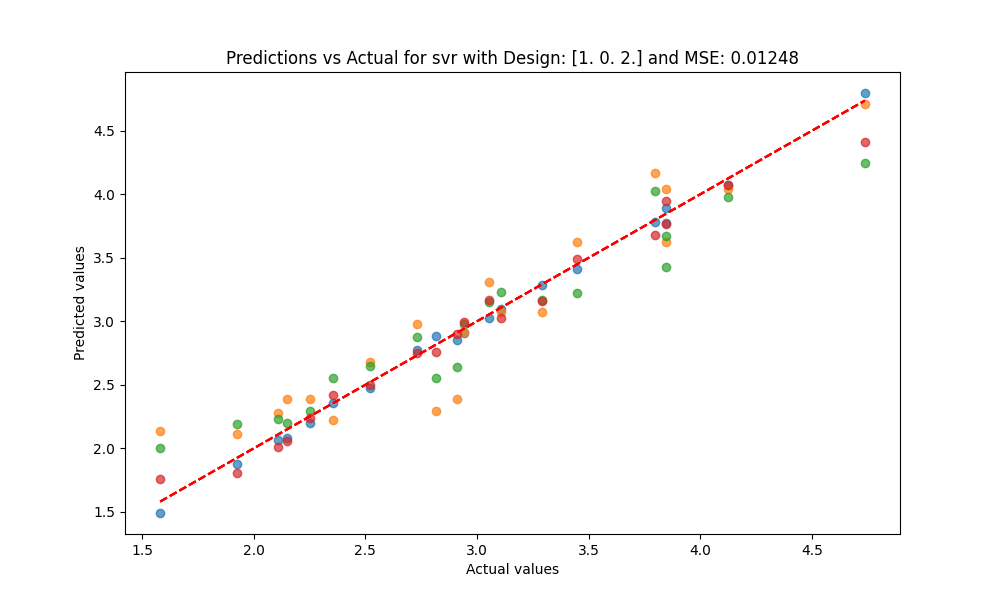 Predictions vs Actual for svr with Design: [1. 0. 2.] and MSE: 0.01248
Predicted values
4.5
4.0
3.5
3.0
2.5
2.0
1.5
1.5 2.0 2.5 3.0 3.5 4.0 4.5
Actual values